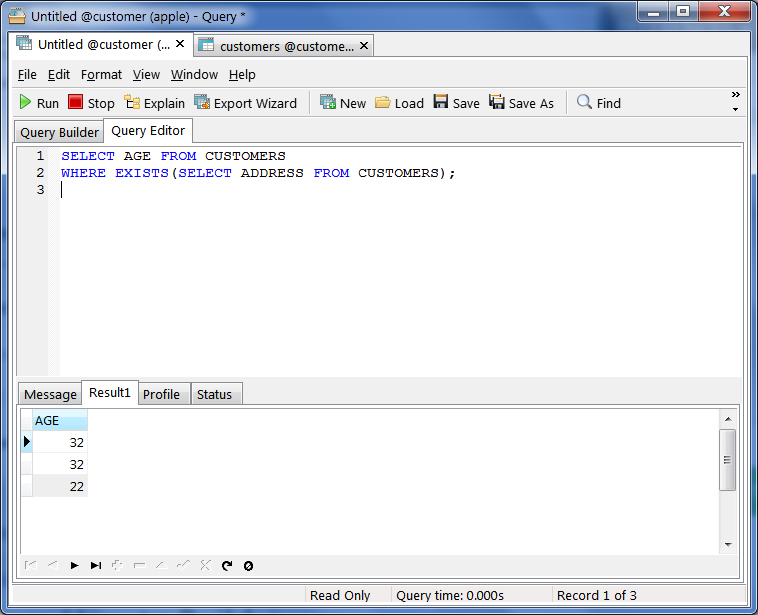 Untitled @customer (apple) - Query *
Untitled @customer (... customers @custome...
File Edit Format View Window Help
Run Stop Explain Export Wizard New Load Save Save As Find
Query Builder Query Editor
1 SELECT AGE FROM CUSTOMERS
2 WHERE EXISTS(SELECT ADDRESS FROM CUSTOMERS);
3
Message Result1 Profile Status
AGE
32
32
22
Read Only Query time: 0.000s Record 1 of 3